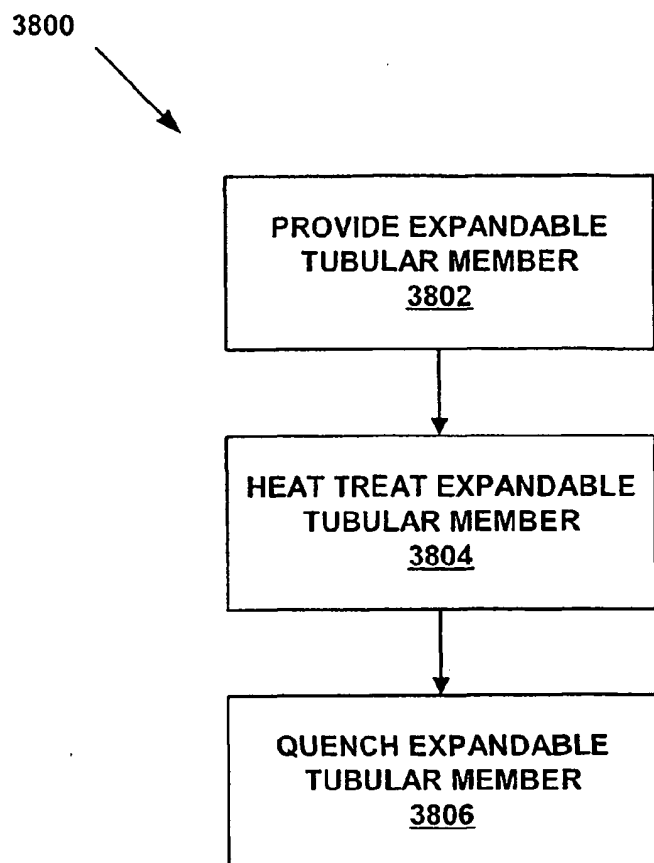 3800
PROVIDE EXPANDABLE
TUBULAR MEMBER
3802
HEAT TREAT EXPANDABLE
TUBULAR MEMBER
3804
QUENCH EXPANDABLE
TUBULAR MEMBER
3806